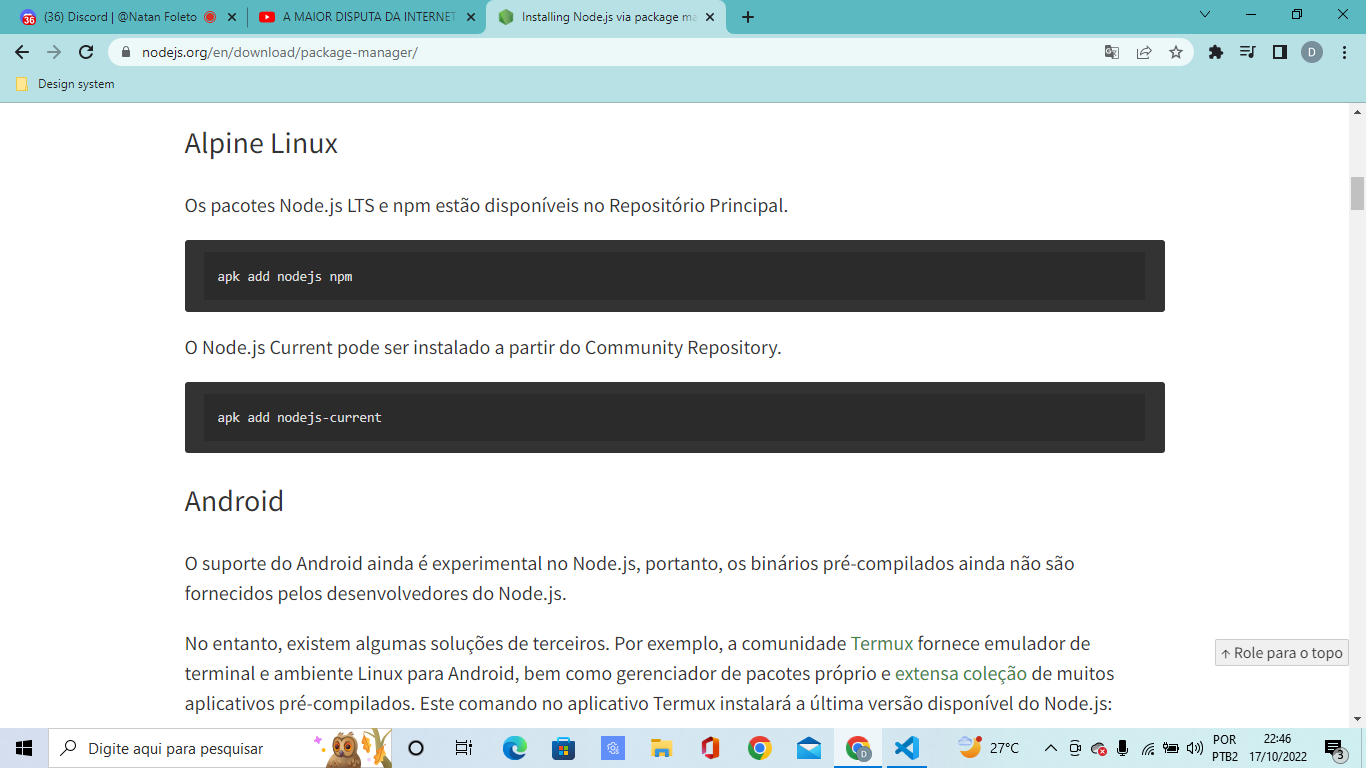 36
(36) Discord | @Natan Foleto
A MAIOR DISPUTA DA INTERNET
Installing Node.js via package ma
nodejs.org/en/download/package-manager/
D
Design system
Alpine Linux
Os pacotes Node.js LTS e npm estão disponíveis no Repositório Principal.
apk add nodejs npm
O Node.js Current pode ser instalado a partir do Community Repository.
apk add nodejs-current
Android
O suporte do Android ainda é experimental no Node.js, portanto, os binários pré-compilados ainda não são
fornecidos pelos desenvolvedores do Node.js.
No entanto, existem algumas soluções de terceiros. Por exemplo, a comunidade Termux fornece emulador de
terminal e ambiente Linux para Android, bem como gerenciador de pacotes próprio e extensa coleção de muitos
aplicativos pré-compilados. Este comando no aplicativo Termux instalará a última versão disponível do Node.js:
↑ Role para o topo
Digite aqui para pesquisar
D
27°C
POR
PTB2
22:46
17/10/2022
3